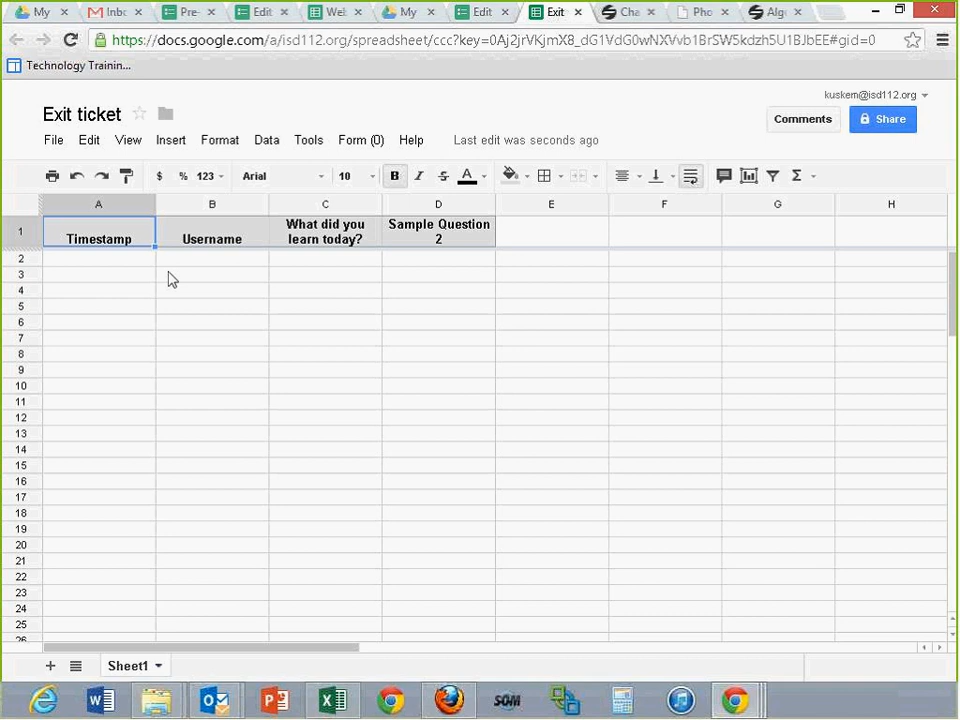 My
Inbo
Pre-
Edit
Wel
My
Edit
Exit
Cha
Pho
Alg
https://docs.google.com/a/isd112.org/spreadsheet/ccc?key=0Aj2jrVKjmX8_dG1VdG0wNXVvb1BrSW5kdzh5U1BJbEE#gid=0
Technology Trainin...
kuskem@isd112.org
Exit ticket
Comments
Share
File Edit View Insert Format Data Tools Form (0) Help Last edit was seconds ago
$ % 123 Arial 10 B I S A Σ
A B C D E F G H
1 Timestamp Username What did you learn today? Sample Question 2
2
3
4
5
6
7
8
9
10
11
12
13
14
15
16
17
18
19
20
21
22
23
24
25
26
Sheet1
SOM